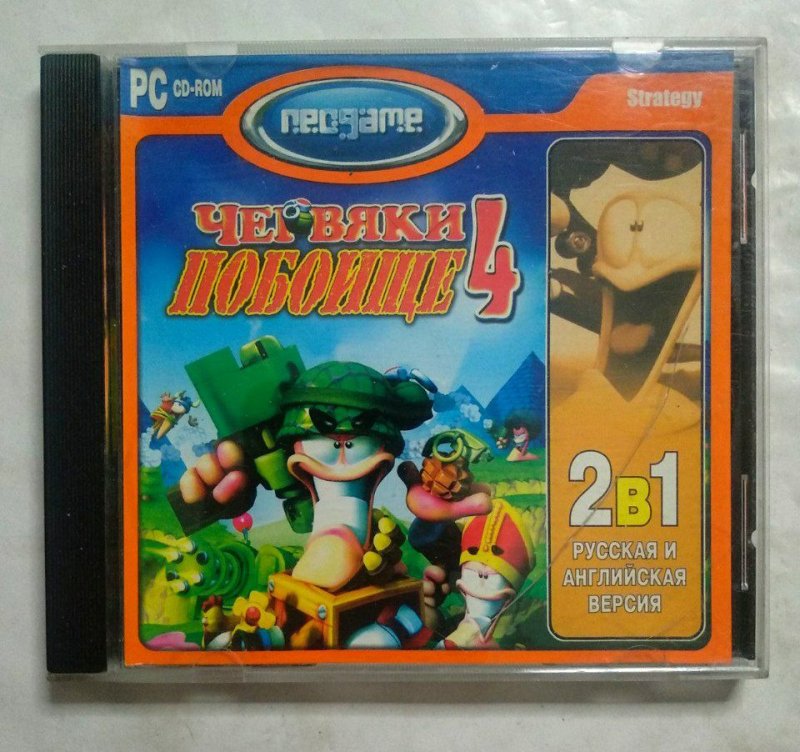 PC CD-ROM
neogame
Strategy
ЧЕРВЯКИ
ПОБОИЩЕ 4
2в1
РУССКАЯ И
АНГЛИЙСКАЯ
ВЕРСИЯ